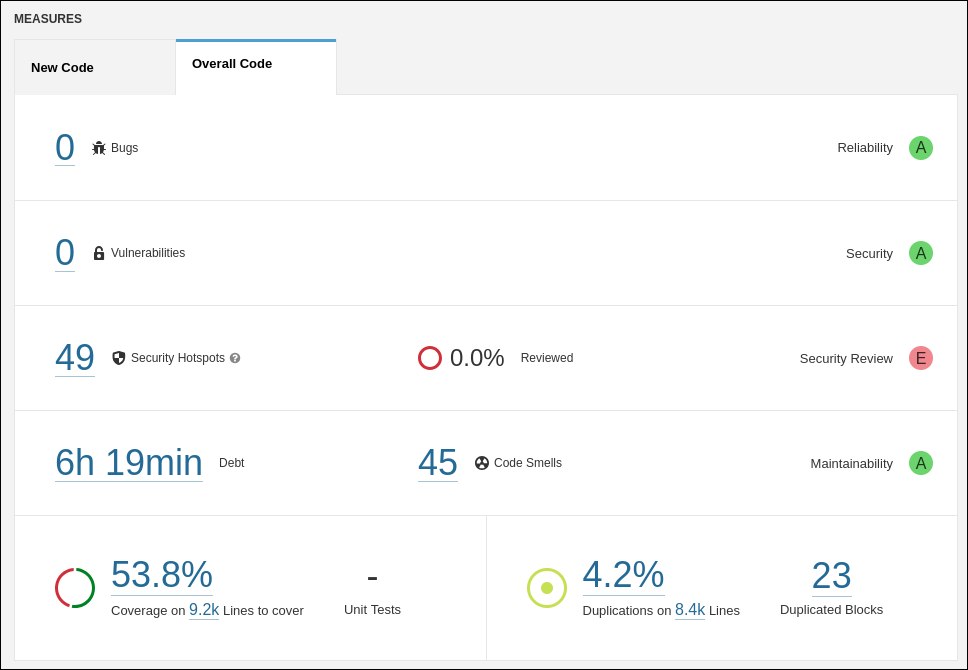 MEASURES
New Code
Overall Code
0 Bugs
Reliability A
0 Vulnerabilities
Security A
49 Security Hotspots ?
0.0% Reviewed
Security Review E
6h 19min Debt
45 Code Smells
Maintainability A
53.8%
Coverage on 9.2k Lines to cover
-
Unit Tests
4.2%
Duplications on 8.4k Lines
23
Duplicated Blocks